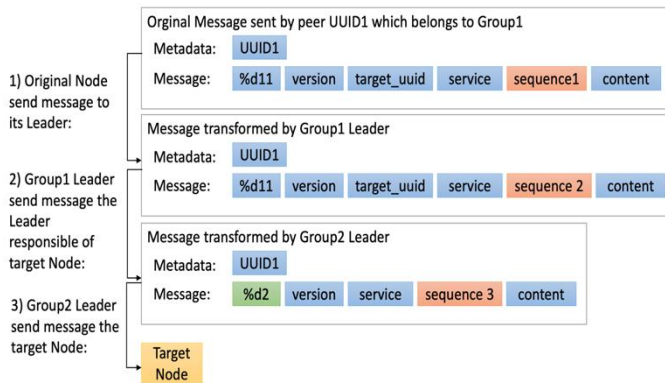 Orginal Message sent by peer UUID1 which belongs to Group1
Metadata: UUID1
Message: %d11 version target_uuid service sequence1 content
1) Original Node
send message to
its Leader:
Message transformed by Group1 Leader
Metadata: UUID1
Message: %d11 version target_uuid service sequence 2 content
2) Group1 Leader
send message the
Leader
responsible of
target Node:
Message transformed by Group2 Leader
Metadata: UUID1
Message: %d2 version service sequence 3 content
3) Group2 Leader
send message the
target Node:
Target
Node